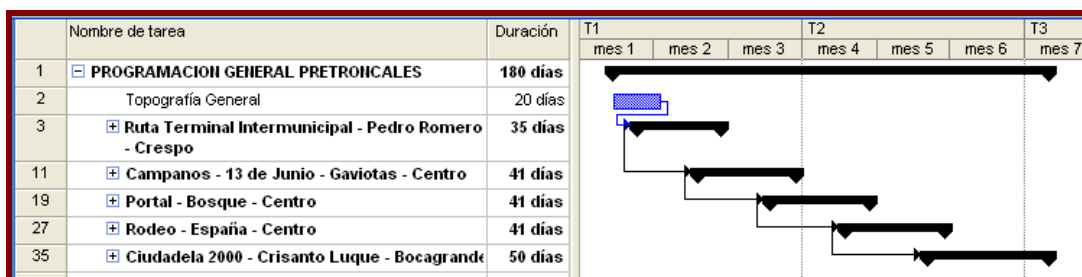 Nombre de tarea Duración T1 T2 T3
mes 1 mes 2 mes 3 mes 4 mes 5 mes 6 mes 7
1 PROGRAMACION GENERAL PRETRONCALES 180 días
2 Topografía General 20 días
3 Ruta Terminal Intermunicipal - Pedro Romero 35 días
- Crespo
11 Campanos - 13 de Junio - Gaviotas - Centro 41 días
19 Portal - Bosque - Centro 41 días
27 Rodeo - España - Centro 41 días
35 Ciudadela 2000 - Crisanto Luque - Bocagrande 50 días